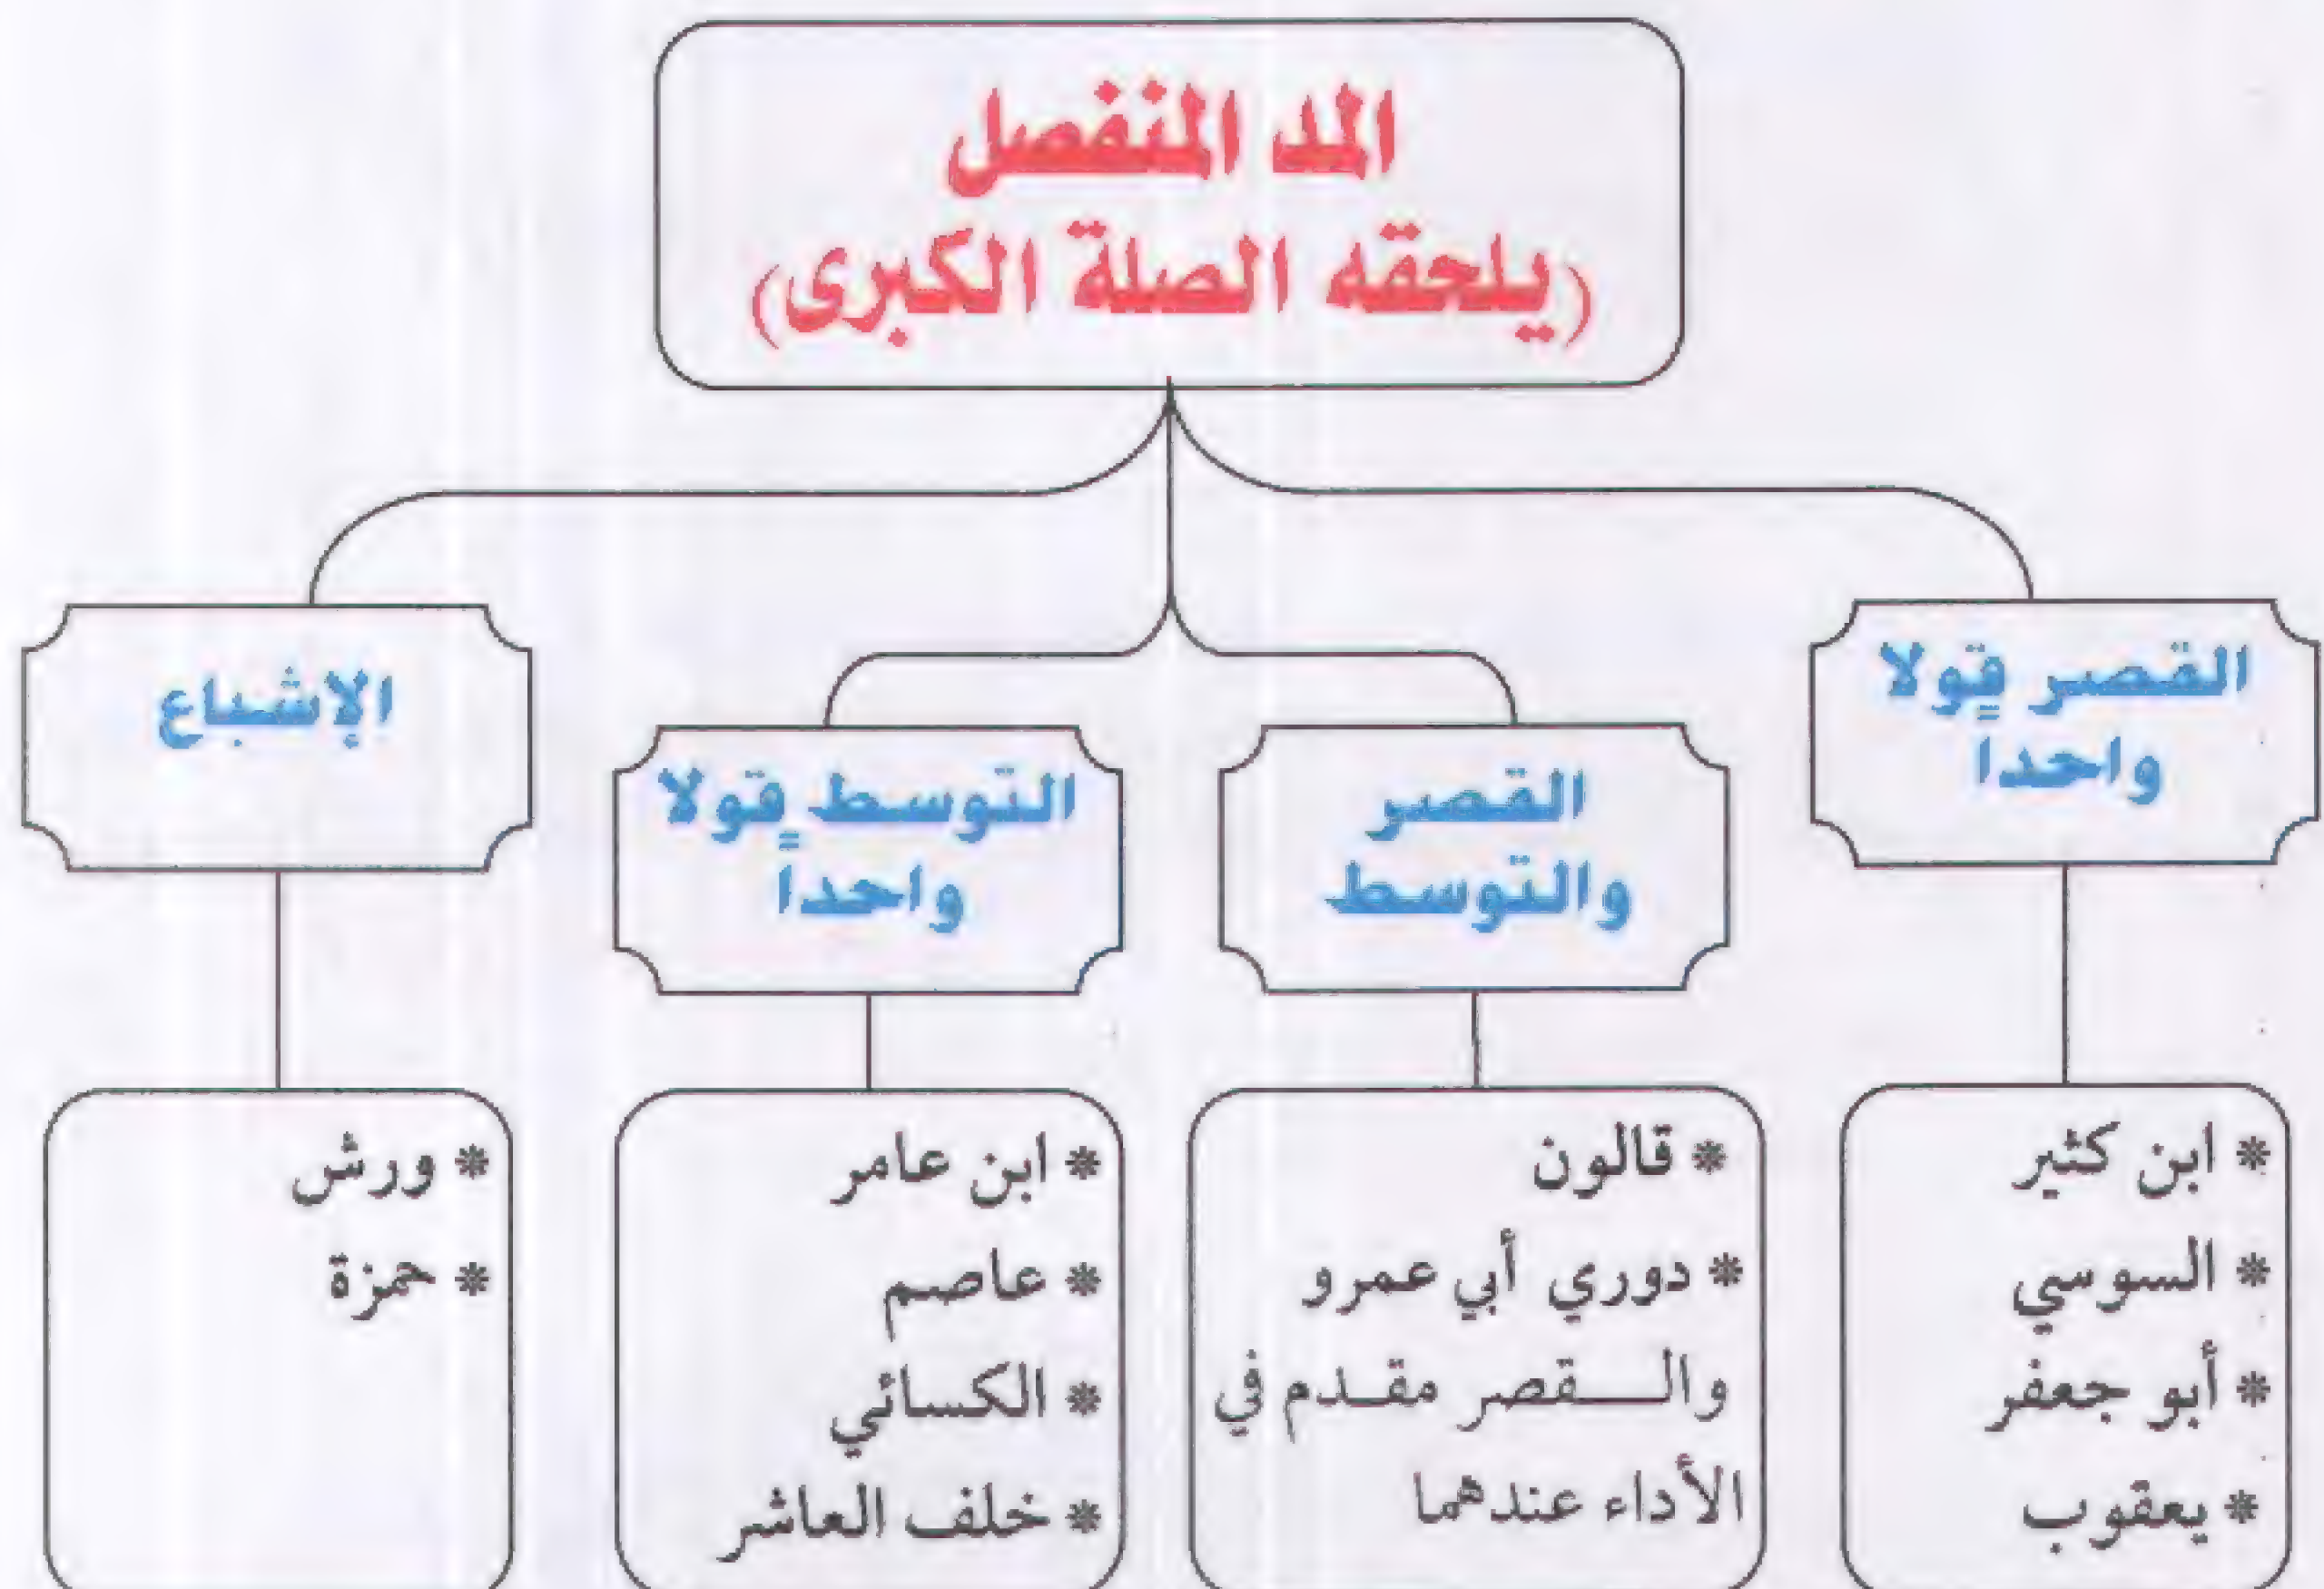 المد المنفصل
(يلحقه الصلة الكبرى)
القصر قولا
واحداً
القصر
والتوسط
التوسط قولا
واحداً
الإشباع
* ابن كثير
* السوسي
* أبو جعفر
* يعقوب
* قالون
* دوري أبي عمرو
والقصر مقدم في
الأداء عندهما
* ابن عامر
* عاصم
* الكسائي
* خلف العاشر
* ورش
* حمزة